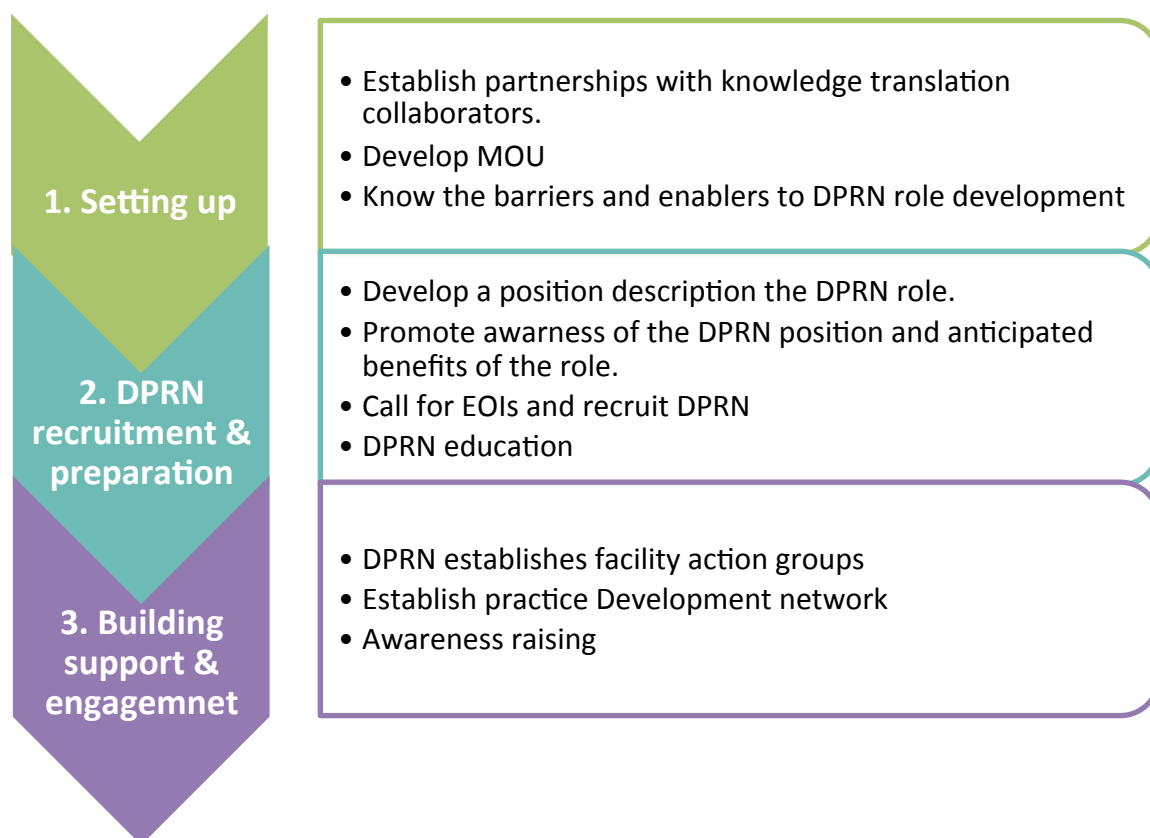 1. Setting up
• Establish partnerships with knowledge translation
collaborators.
• Develop MOU
• Know the barriers and enablers to DPRN role development
2. DPRN
recruitment &
preparation
• Develop a position description the DPRN role.
• Promote awarness of the DPRN position and anticipated
benefits of the role.
• Call for EOIs and recruit DPRN
• DPRN education
3. Building
support &
engagemnet
• DPRN establishes facility action groups
• Establish practice Development network
• Awareness raising